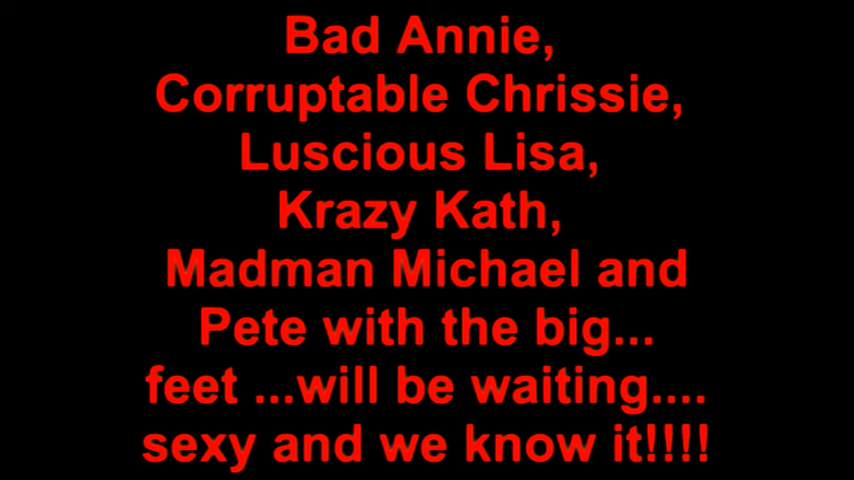 Bad Annie,
Corruptable Chrissie,
Luscious Lisa,
Krazy Kath,
Madman Michael and
Pete with the big...
feet ...will be waiting....
sexy and we know it!!!!